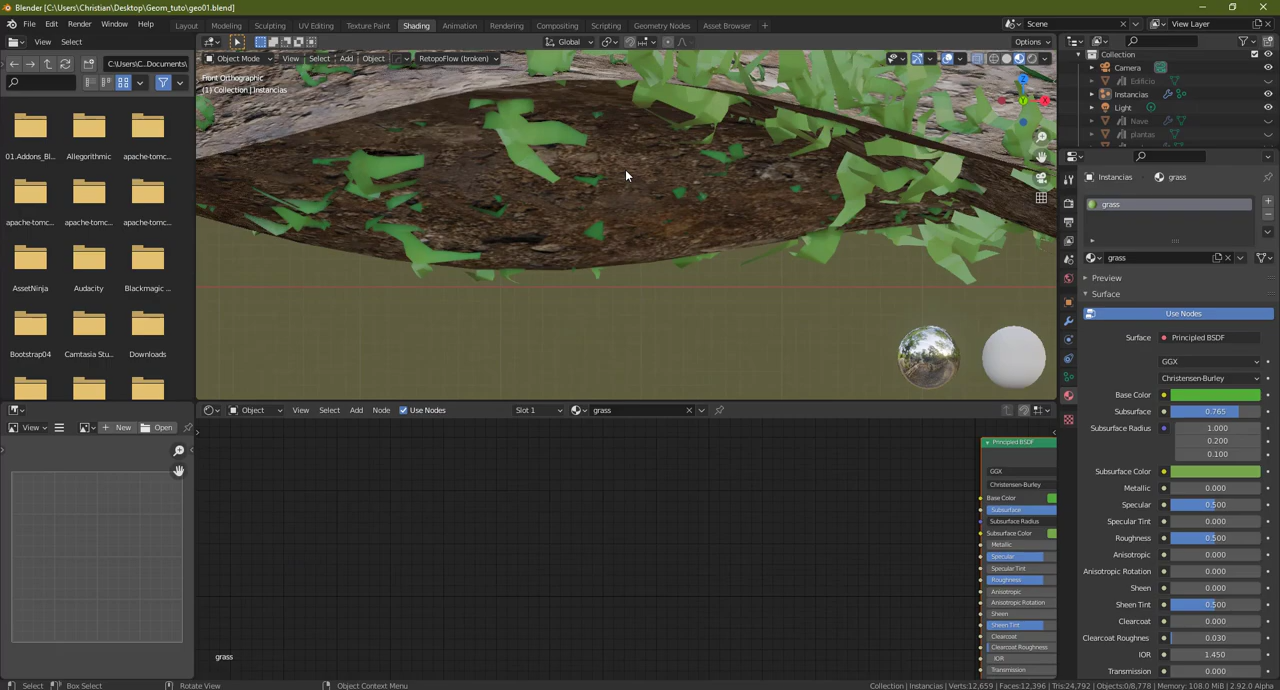 Blender [C:\Users\Christian\Desktop\Geom_tuto\geo01.blend]
File Edit Render Window Help Layout Modeling Sculpting UV Editing Texture Paint Shading Animation Rendering Compositing Scripting Geometry Nodes Asset Browser + Scene View Layer
View Select Global Options
C:\U\C...Documents\ Object Mode View Select Add Object RetopoFlow (broken)
Front Orthographic
(1) Collection | Instancias
Collection
Camera
Edificio
Instancias
Light
Nave
plantas
01.Addons_Bl... Allegorithmic apache-tomc...
apache-tomc... apache-tomc... apache-tomc...
AssetNinja Audacity Blackmagic ...
Bootstrap04 Camtasia Stu... Downloads
X
Y
Z
Instancias grass
grass
grass
Preview
Surface
Use Nodes
Surface Principled BSDF
GGX
Christensen-Burley
Base Color
Subsurface 0.765
Subsurface Radius 1.000
0.200
0.100
Subsurface Color
Metallic 0.000
Specular 0.500
Specular Tint 0.000
Roughness 0.500
Anisotropic 0.000
Anisotropic Rotation 0.000
Sheen 0.000
Sheen Tint 0.500
Clearcoat 0.000
Clearcoat Roughnes 0.030
IOR 1.450
Transmission 0.000
View New Open
Object View Select Add Node Use Nodes Slot 1 grass
Principled BSDF
GGX
Christensen-Burley
Base Color
Subsurface
Subsurface Radius
Subsurface Color
Metallic
Specular
Specular Tint
Roughness
Anisotropic
Anisotropic Rotation
Sheen
Sheen Tint
Clearcoat
Clearcoat Roughness
IOR
Transmission
grass
Select Box Select Rotate View Object Context Menu Collection | Instancias | Verts:12,659 | Faces:12,396 | Tris:24,792 | Objects:0/8,778 | Memory: 108.0 MiB | 2.92.0 Alpha